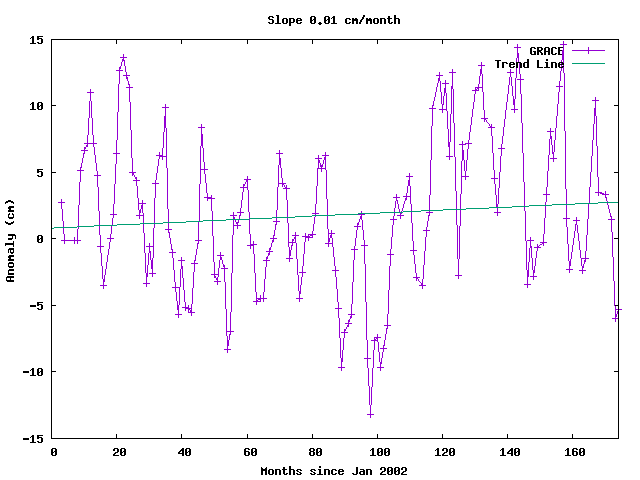 Slope 0.01 cm/month
GRACE
Trend Line
15
10
5
0
-5
-10
-15
Anomaly (cm)
0 20 40 60 80 100 120 140 160
Months since Jan 2002